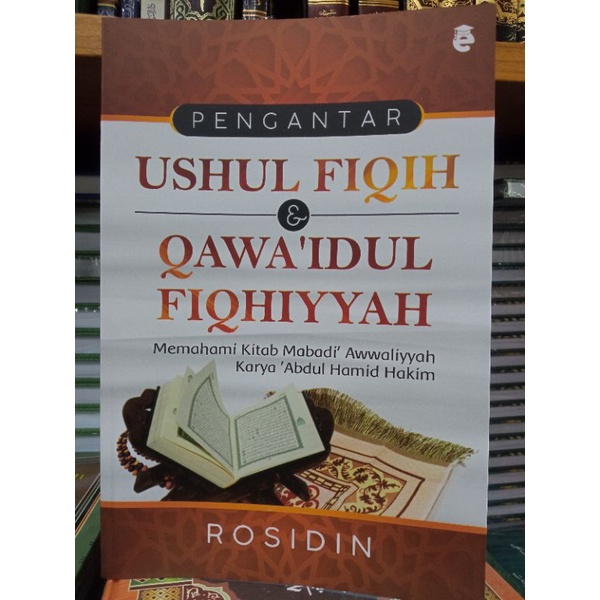 PENGANTAR
USHUL FIQIH
&
QAWA'IDUL
FIQHIYYAH
Memahami Kitab Mabadi' Awwaliyyah
Karya 'Abdul Hamid Hakim
ROSIDIN